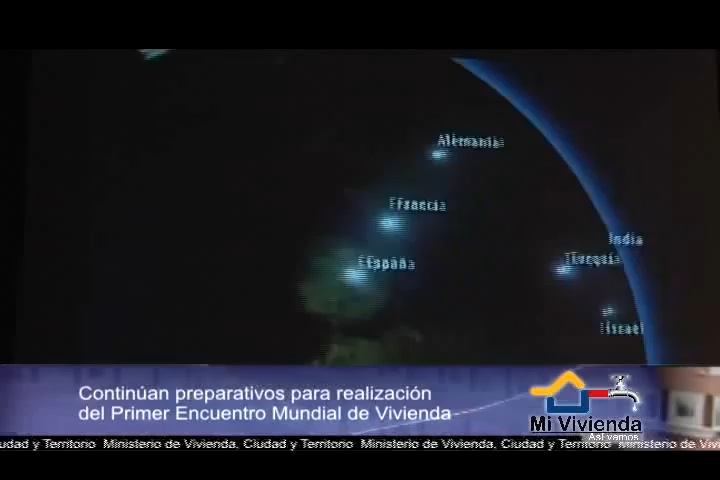 Alemania
Francia
España
India
Turquía
Israel
Continúan preparativos para realización
del Primer Encuentro Mundial de Vivienda
Mi Vivienda
Así vamos
udad y Territorio Ministerio de Vivienda, Ciudad y Territorio Ministerio de Vivienda, Ciudad y Territorio Ministerio de Viv